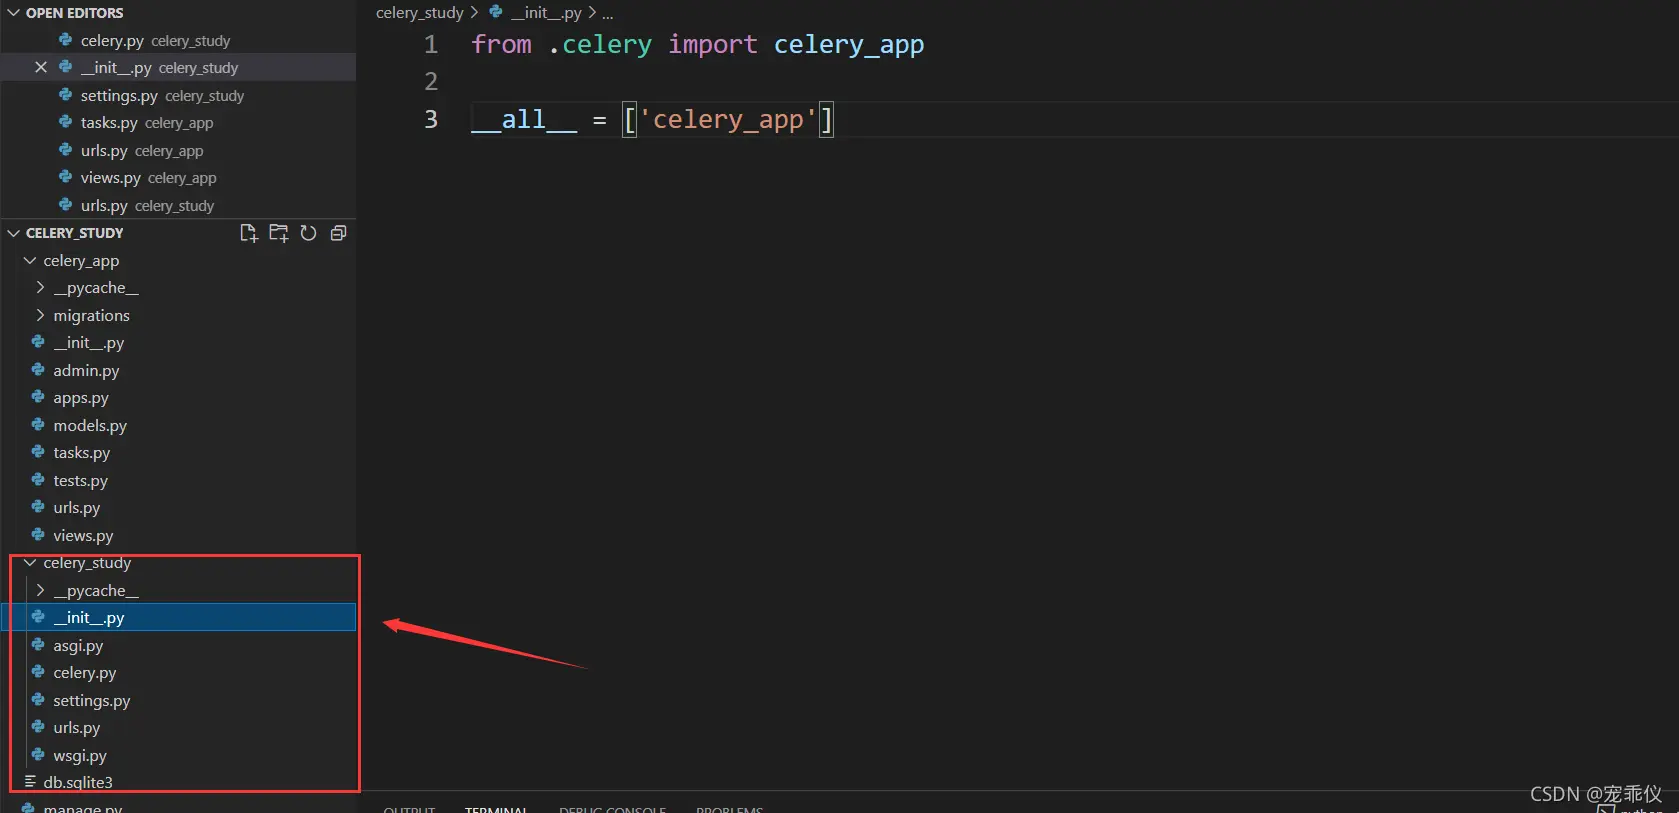 OPEN EDITORS
celery.py celery_study
__init__.py celery_study
settings.py celery_study
tasks.py celery_app
urls.py celery_app
views.py celery_app
urls.py celery_study
CELERY_STUDY
celery_app
__pycache__
migrations
__init__.py
admin.py
apps.py
models.py
tasks.py
tests.py
urls.py
views.py
celery_study
__pycache__
__init__.py
asgi.py
celery.py
settings.py
urls.py
wsgi.py
db.sqlite3
manage.py
celery_study > __init__.py > ...
1 from .celery import celery_app
2
3 __all__ = ['celery_app']
OUTPUT TERMINAL DEBUG CONSOLE PROBLEMS
CSDN @宠乖仪
python